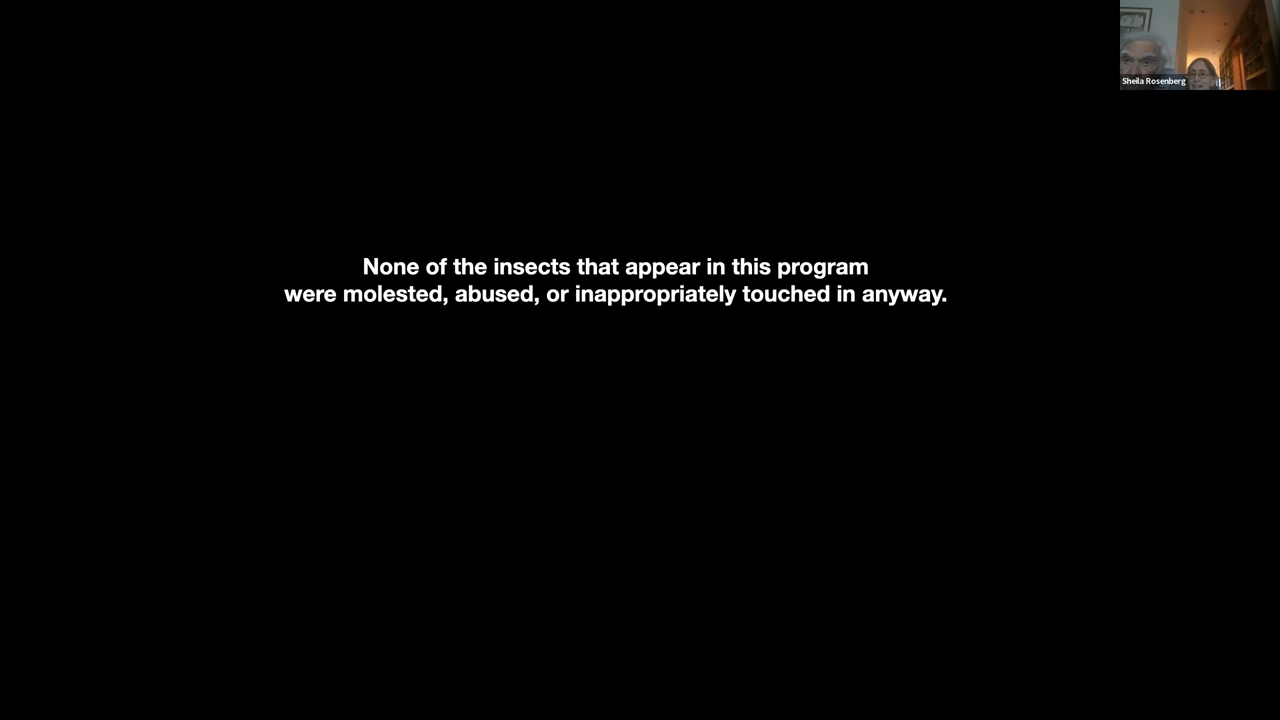 Sheila Rosenberg
None of the insects that appear in this program
were molested, abused, or inappropriately touched in anyway.